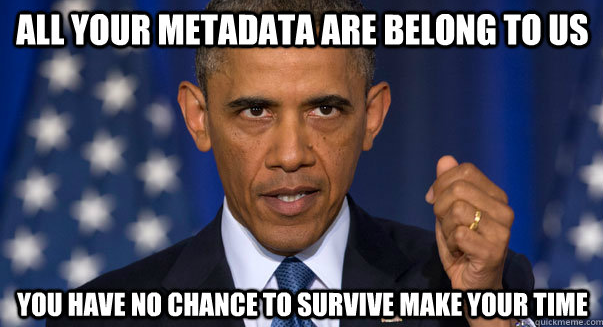 ALL YOUR METADATA ARE BELONG TO US
YOU HAVE NO CHANCE TO SURVIVE MAKE YOUR TIME
quickmeme.com